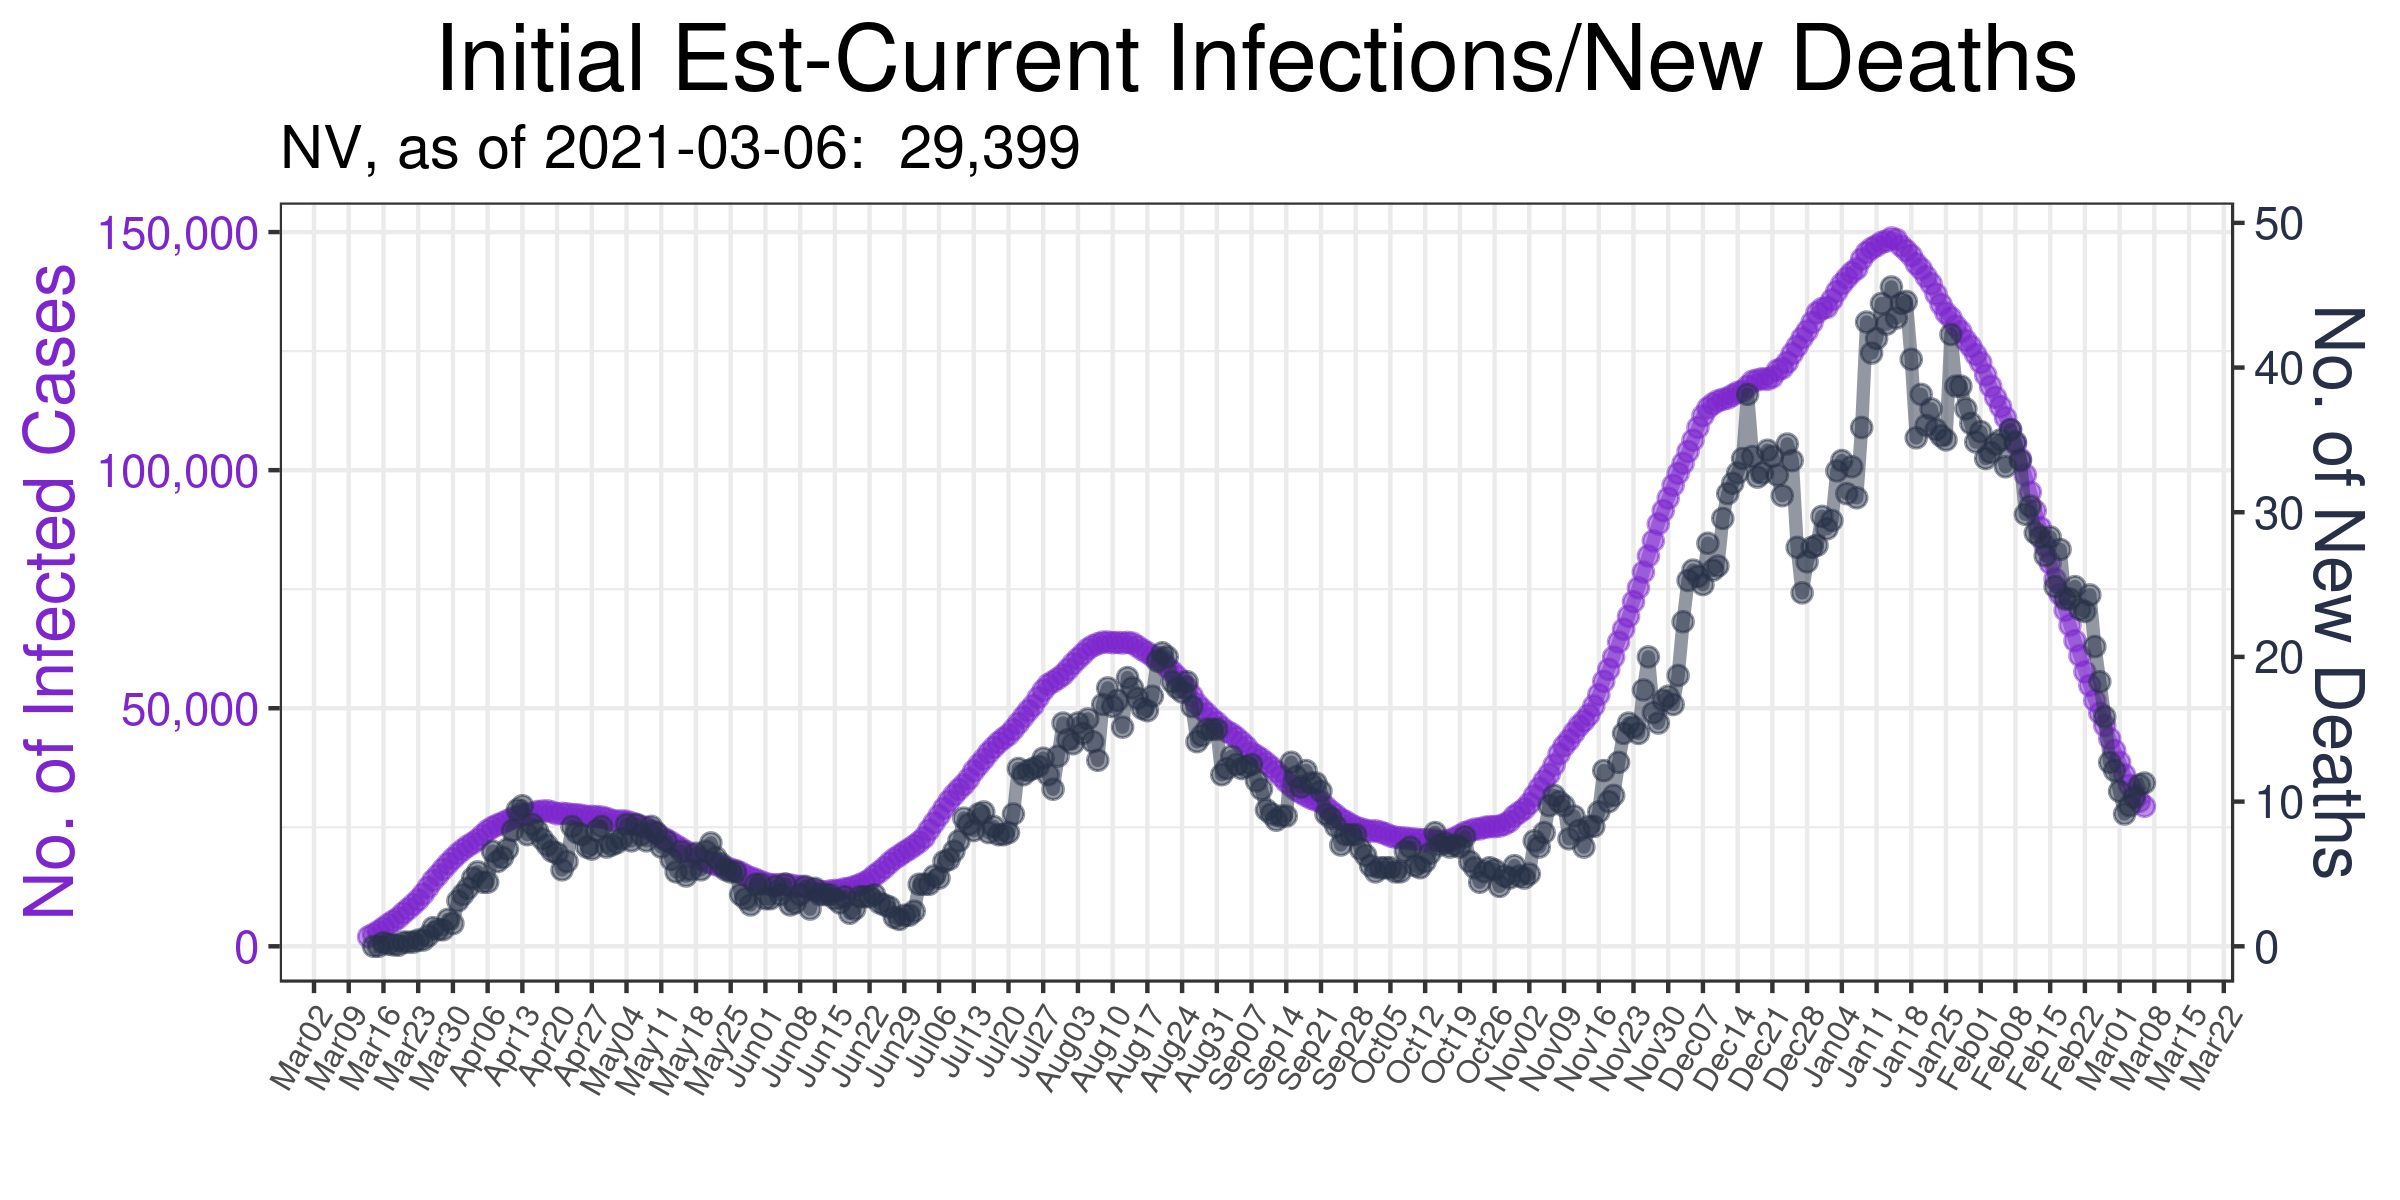 Initial Est-Current Infections/New Deaths
NV, as of 2021-03-06:  29,399
No. of Infected Cases
150,000
100,000
50,000
0
50
40
30
20
10
0
No. of New Deaths
Mar02
Mar09
Mar16
Mar23
Mar30
Apr06
Apr13
Apr20
Apr27
May04
May11
May18
May25
Jun01
Jun08
Jun15
Jun22
Jun29
Jul06
Jul13
Jul20
Jul27
Aug03
Aug10
Aug17
Aug24
Aug31
Sep07
Sep14
Sep21
Sep28
Oct05
Oct12
Oct19
Oct26
Nov02
Nov09
Nov16
Nov23
Nov30
Dec07
Dec14
Dec21
Dec28
Jan04
Jan11
Jan18
Jan25
Feb01
Feb08
Feb15
Feb22
Mar01
Mar08
Mar15
Mar22